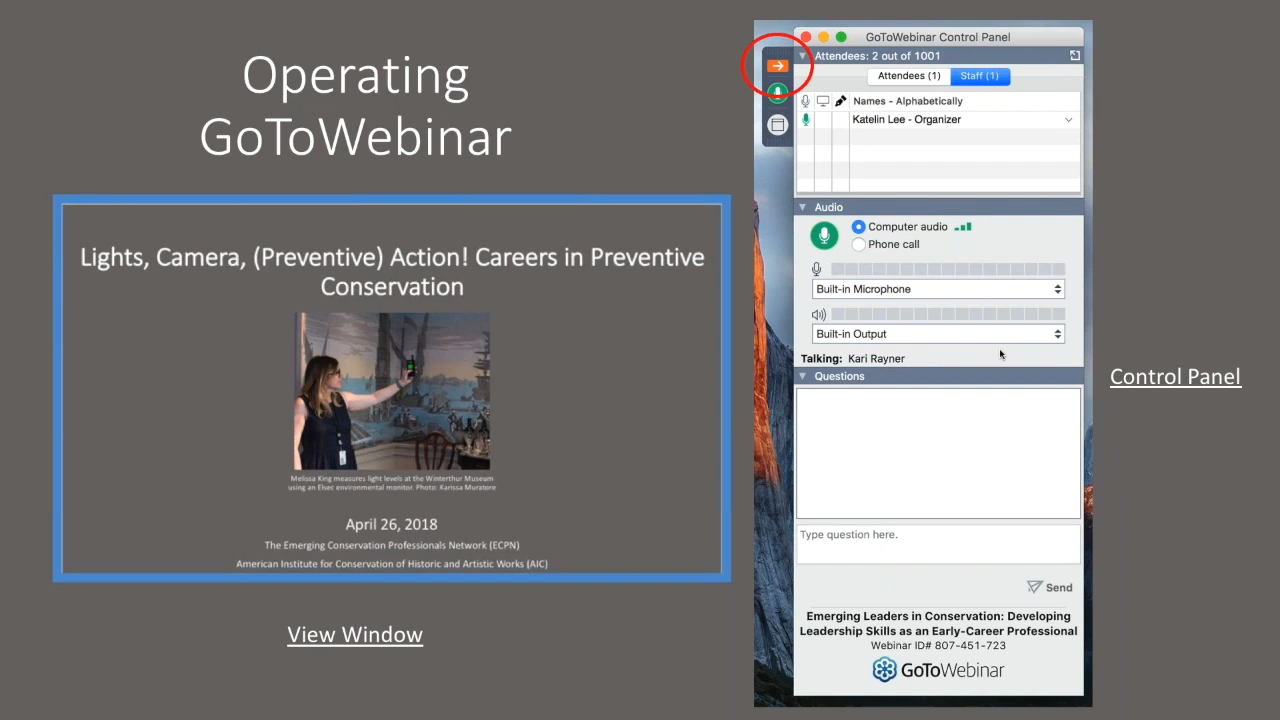 Operating
GoToWebinar
Lights, Camera, (Preventive) Action! Careers in Preventive
Conservation
Melissa King measures light levels at the Winterthur Museum
using an Elsec environmental monitor. Photo: Karissa Muratore
April 26, 2018
The Emerging Conservation Professionals Network (ECPN)
American Institute for Conservation of Historic and Artistic Works (AIC)
View Window
GoToWebinar Control Panel
Attendees: 2 out of 1001
Attendees (1) Staff (1)
Names - Alphabetically
Katelin Lee - Organizer
Audio
Computer audio
Phone call
Built-in Microphone
Built-in Output
Talking: Kari Rayner
Questions
Type question here.
Send
Emerging Leaders in Conservation: Developing
Leadership Skills as an Early-Career Professional
Webinar ID# 807-451-723
GoToWebinar
Control Panel